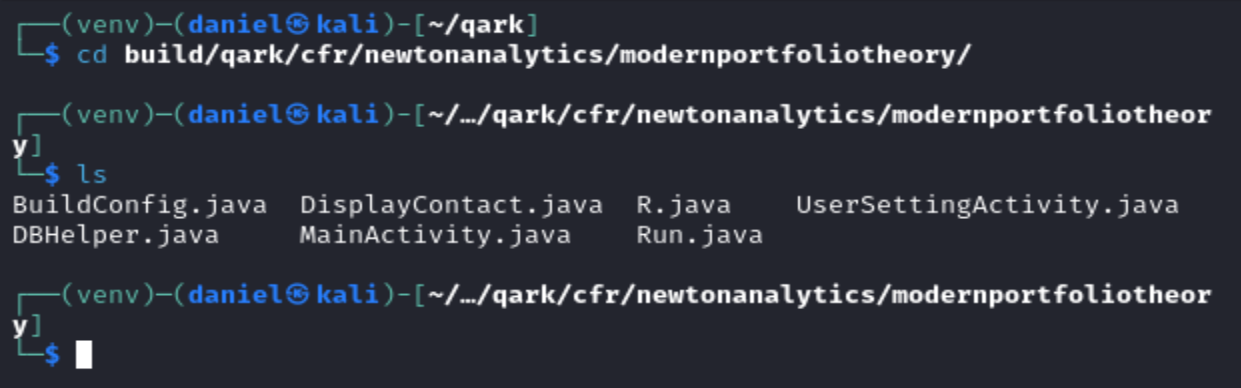 ┌──(venv)─(daniel㉿kali)-[~/qark]
└─$ cd build/qark/cfr/newtonanalytics/modernportfoliotheory/
┌──(venv)─(daniel㉿kali)-[~/…/qark/cfr/newtonanalytics/modernportfoliotheor
y]
└─$ ls
BuildConfig.java  DisplayContact.java  R.java    UserSettingActivity.java
DBHelper.java     MainActivity.java    Run.java
┌──(venv)─(daniel㉿kali)-[~/…/qark/cfr/newtonanalytics/modernportfoliotheor
y]
└─$